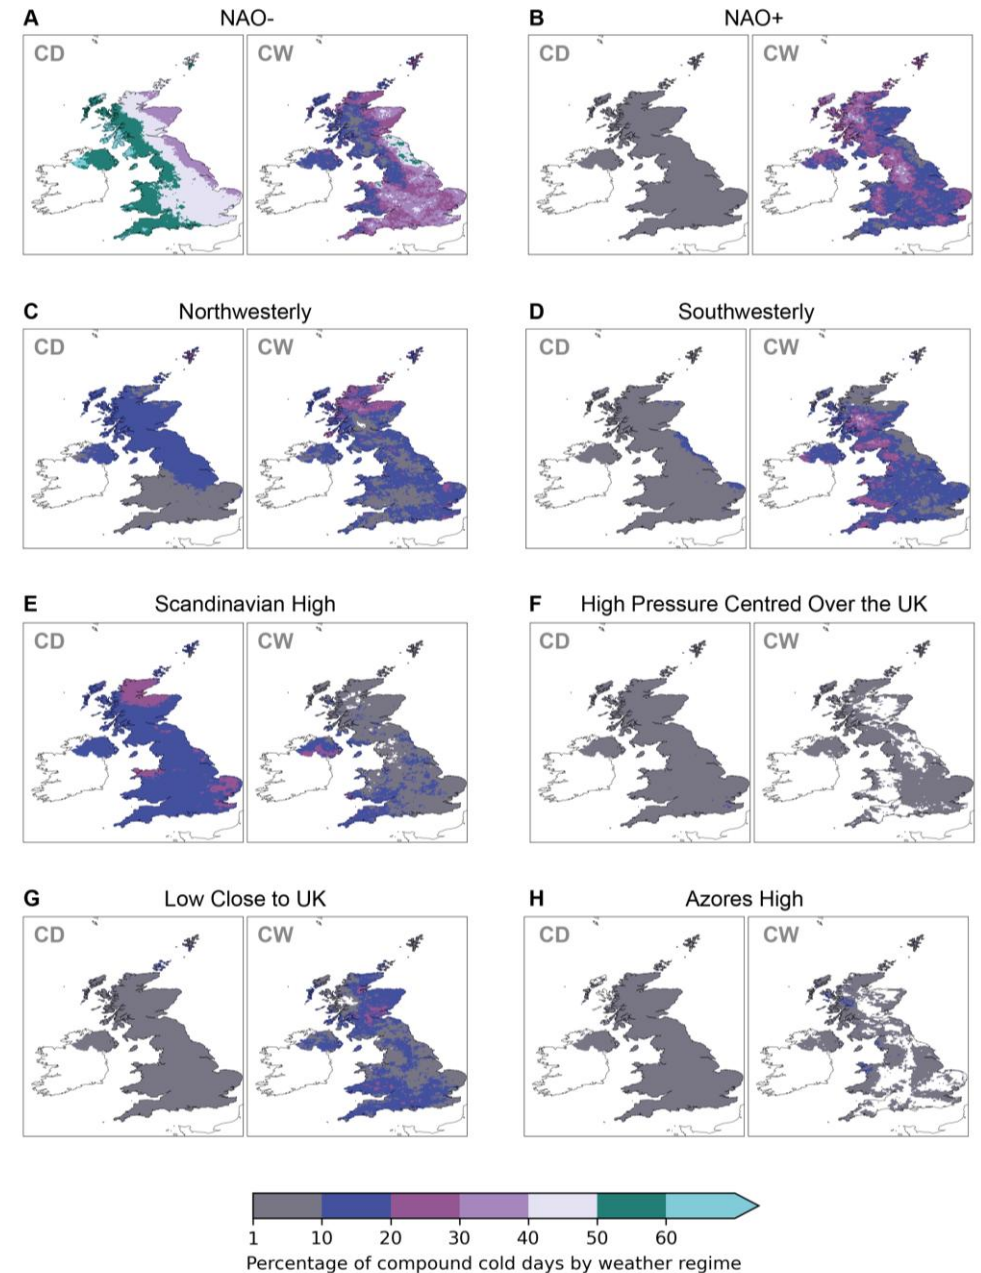 A NAO- B NAO+
CD CW CD CW
C Northwesterly D Southwesterly
CD CW CD CW
E Scandinavian High F High Pressure Centred Over the UK
CD CW CD CW
G Low Close to UK H Azores High
CD CW CD CW
1 10 20 30 40 50 60
Percentage of compound cold days by weather regime